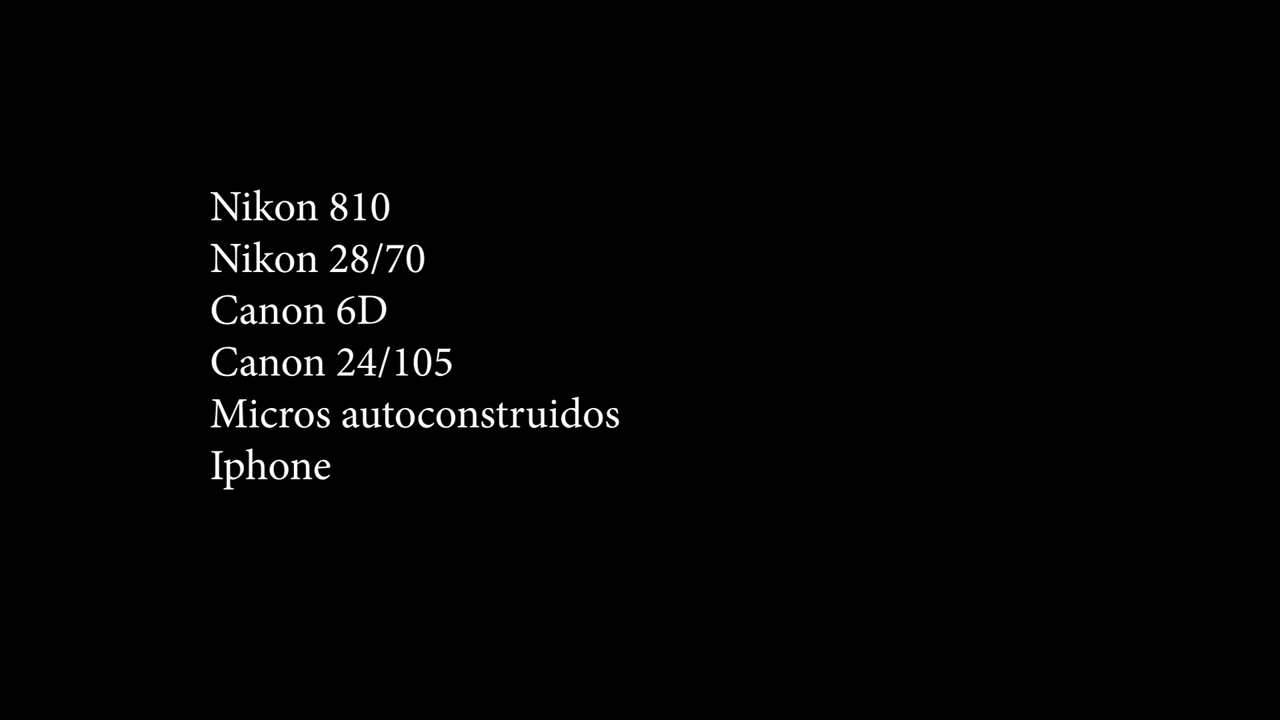 Nikon 810
Nikon 28/70
Canon 6D
Canon 24/105
Micros autoconstruidos
Iphone